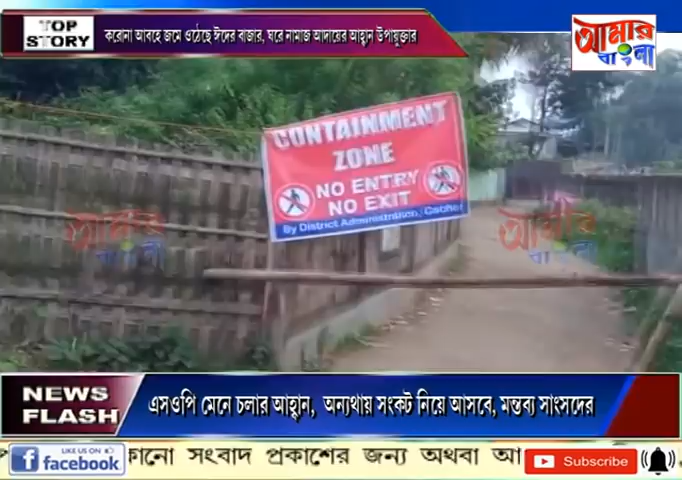 TOP STORY
করোনা আবহে জমে ওঠেছে ঈদের বাজার, ঘরে নামাজ আদায়ের আহ্বান উপায়ুক্তর
আমার
বাংলা
CONTAINMENT
ZONE
NO ENTRY
NO EXIT
By District Administration, Cachar
আমার
বাংলা
আমার
বাংলা
NEWS
FLASH
এসওপি মেনে চলার আহ্বান, অন্যথায় সংকট নিয়ে আসবে, মন্তব্য সাংসদের
LIKE US ON
facebook
কোনো সংবাদ প্রকাশের জন্য অথবা আ
Subscribe